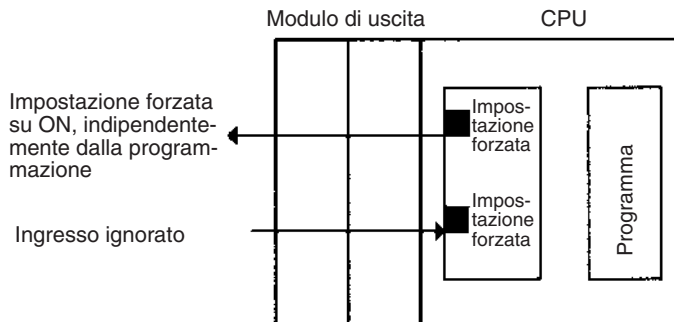 Modulo di uscita
CPU
Impostazione forzata
su ON, indipendente-
mente dalla program-
mazione
Impos-
tazione
forzata
Ingresso ignorato
Impos-
tazione
forzata
Programma